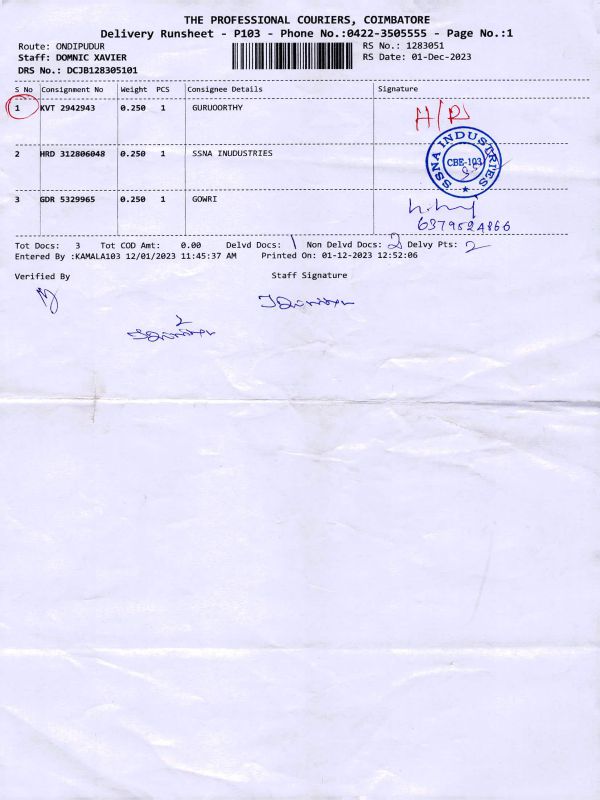 THE PROFESSIONAL COURIERS, COIMBATORE
Delivery Runsheet - P103 - Phone No.:0422-3505555 - Page No.:1
Route: ONDIPUDUR RS No.: 1283051
Staff: DOMNIC XAVIER RS Date: 01-Dec-2023
DRS No.: DCJB128305101
S No Consignment No Weight PCS Consignee Details Signature
1 KVT 2942943 0.250 1 GURUOORTHY H/R
2 HRD 312806048 0.250 1 SSNA INUDUSTRIES
SSNA INDUSTRIES
CBE-103
3 GDR 5329965 0.250 1 GOWRI
6379524866
Tot Docs: 3 Tot COD Amt: 0.00 Delvd Docs: 1 Non Delvd Docs: 2 Delvy Pts: 2
Entered By :KAMALA103 12/01/2023 11:45:37 AM Printed On: 01-12-2023 12:52:06
Verified By Staff Signature
2